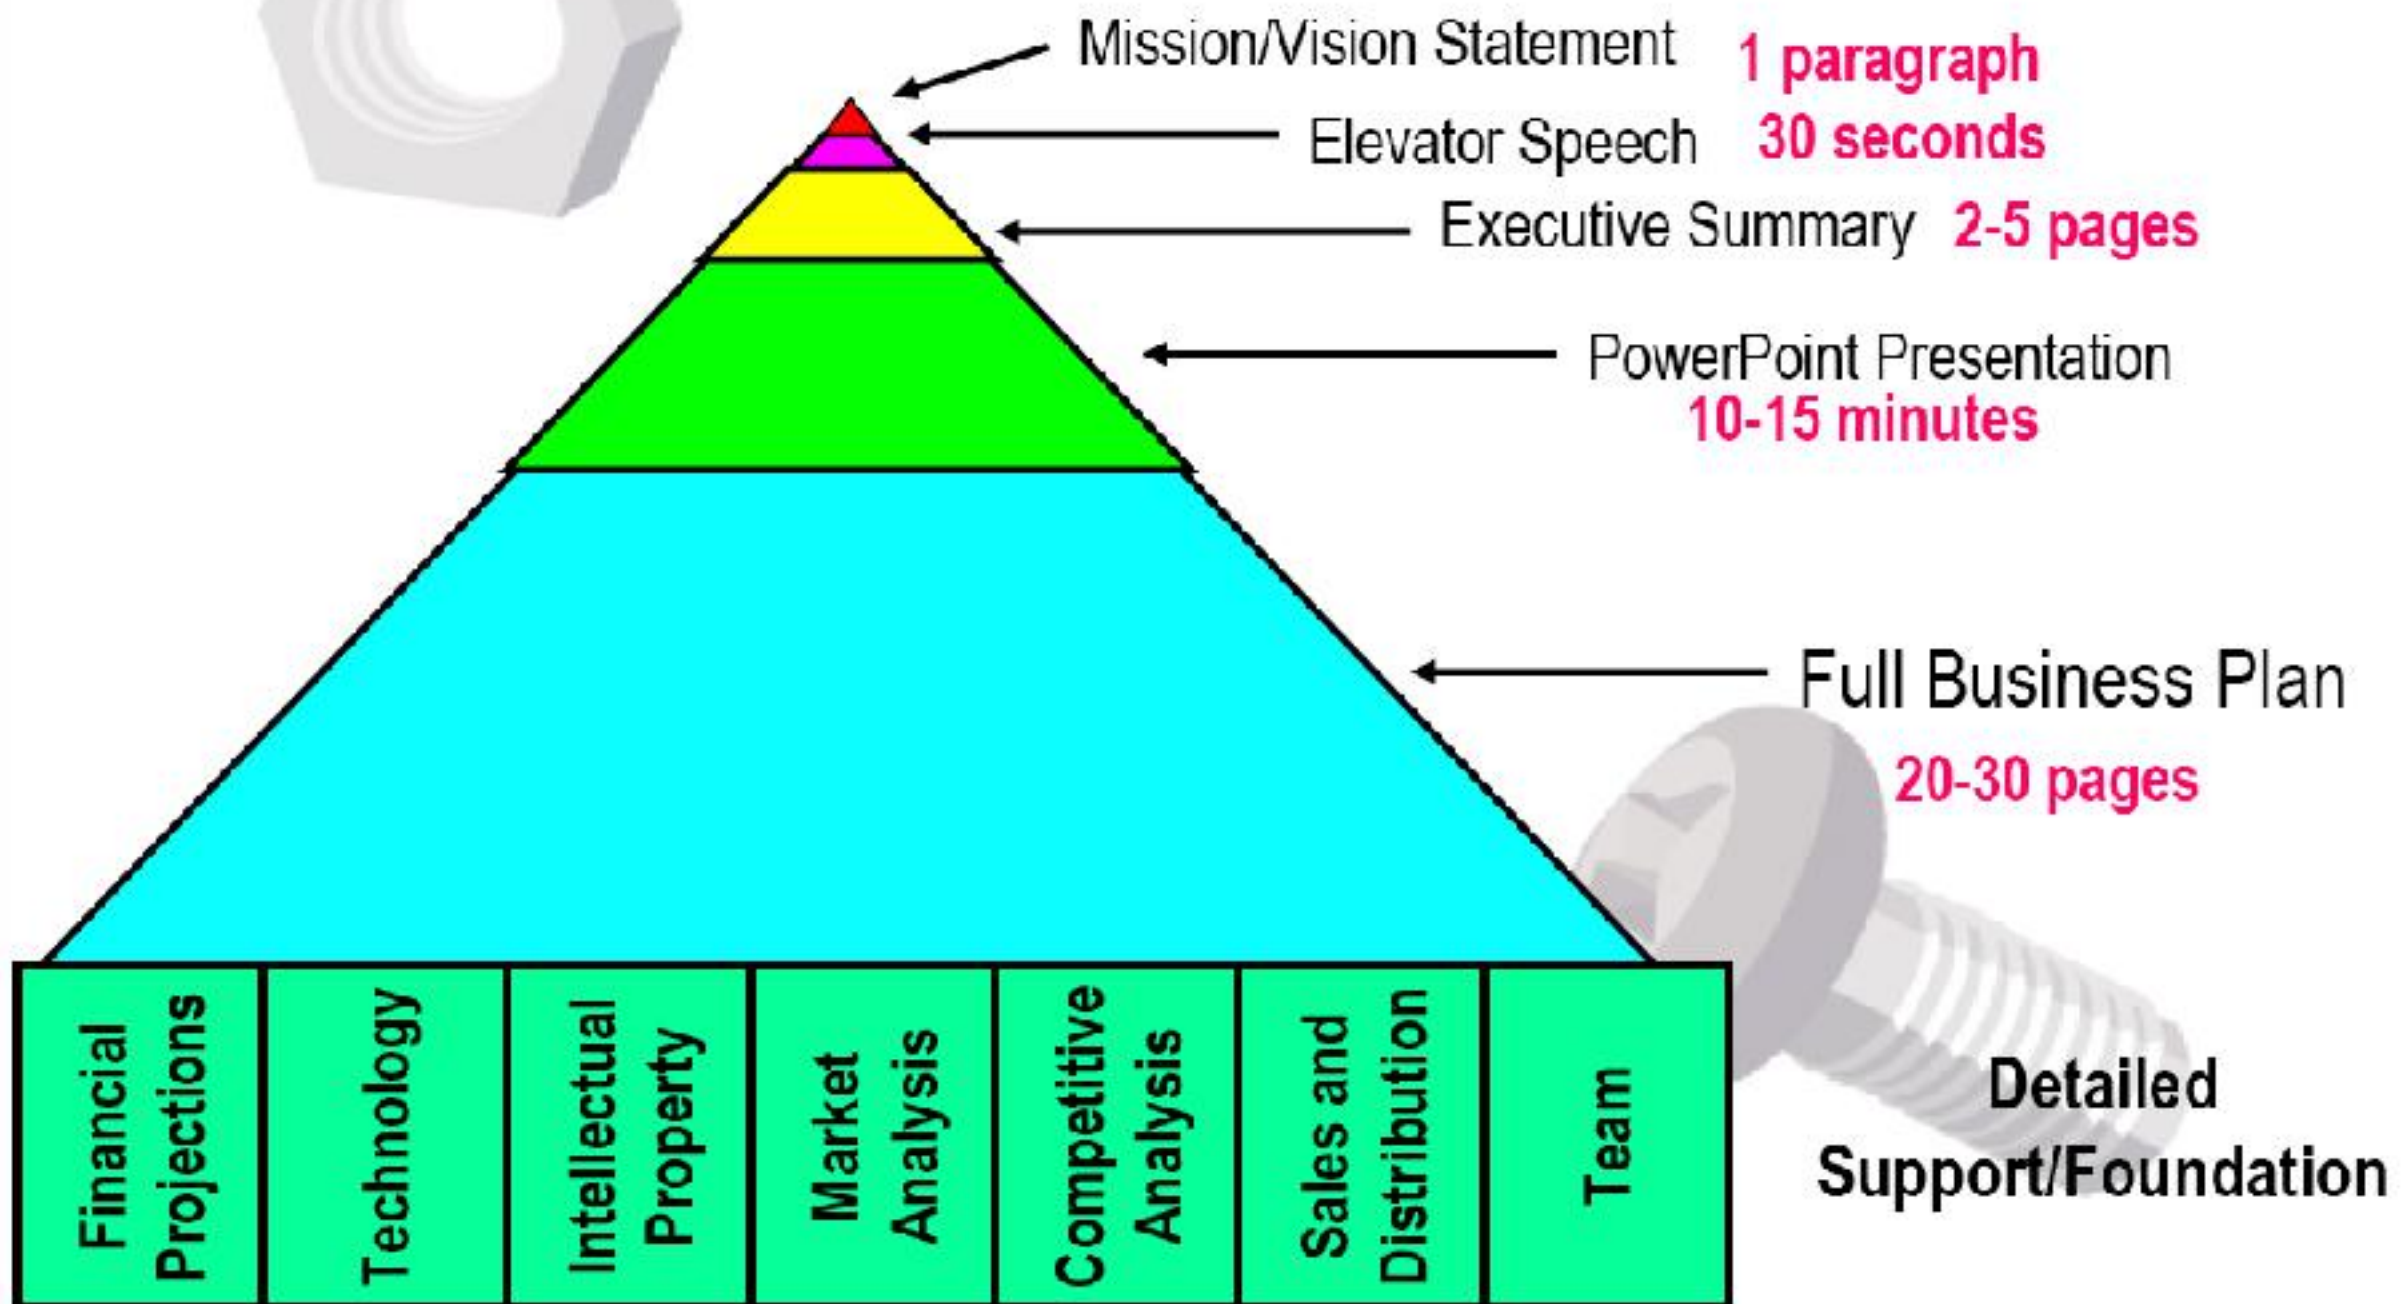 Mission/Vision Statement 1 paragraph
Elevator Speech 30 seconds
Executive Summary 2-5 pages
PowerPoint Presentation
10-15 minutes
Full Business Plan
20-30 pages
Financial
Projections
Technology
Intellectual
Property
Market
Analysis
Competitive
Analysis
Sales and
Distribution
Team
Detailed
Support/Foundation